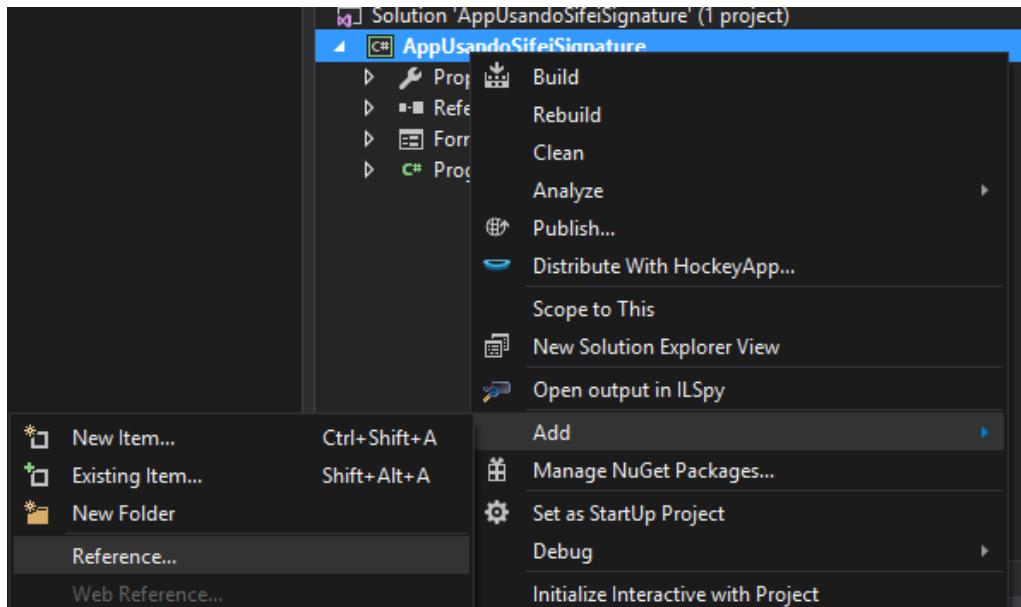 Solution 'AppUsandoSifeiSignature' (1 project)
C# AppUsandoSifeiSignature
Prop
Refe
Forr
C# Prog
Build
Rebuild
Clean
Analyze
Publish...
Distribute With HockeyApp...
Scope to This
New Solution Explorer View
Open output in ILSpy
Add
Manage NuGet Packages...
Set as StartUp Project
Debug
Initialize Interactive with Project
New Item... Ctrl+Shift+A
Existing Item... Shift+Alt+A
New Folder
Reference...
Web Reference...